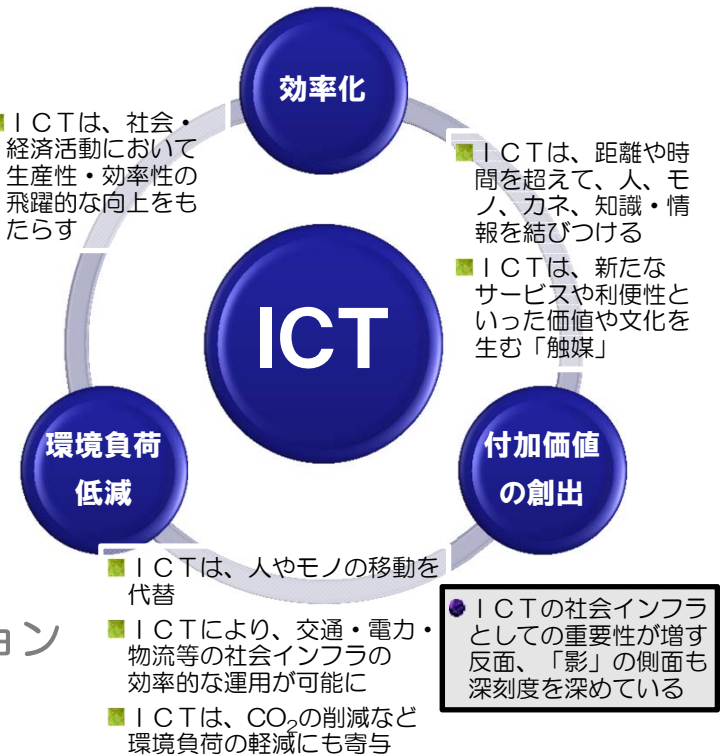 効率化
ＩＣＴは、社会・
経済活動において
生産性・効率性の
飛躍的な向上をも
たらす
ＩＣＴは、距離や時
間を超えて、人、モ
ノ、カネ、知識・情
報を結びつける
ＩＣＴは、新たな
サービスや利便性と
いった価値や文化を
生む「触媒」
ICT
環境負荷
低減
付加価値
の創出
ＩＣＴは、人やモノの移動を
代替
ＩＣＴにより、交通・電力・
物流等の社会インフラの
効率的な運用が可能に
ＩＣＴは、CO₂の削減など
環境負荷の軽減にも寄与
ョン
ＩＣＴの社会インフラ
としての重要性が増す
反面、「影」の側面も
深刻度を深めている